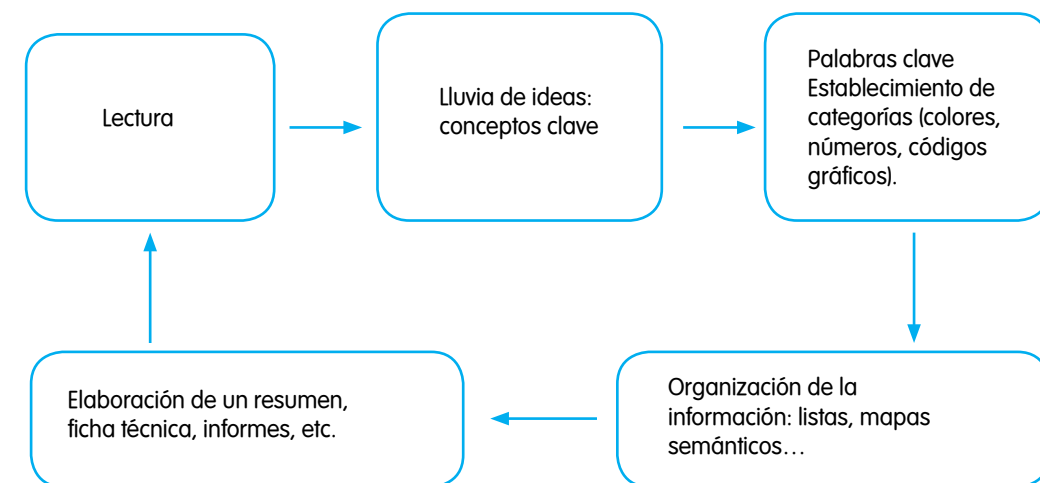 Lectura
Lluvia de ideas:
conceptos clave
Palabras clave
Establecimiento de
categorías (colores,
números, códigos
gráficos).
Organización de la
información: listas, mapas
semánticos…
Elaboración de un resumen,
ficha técnica, informes, etc.